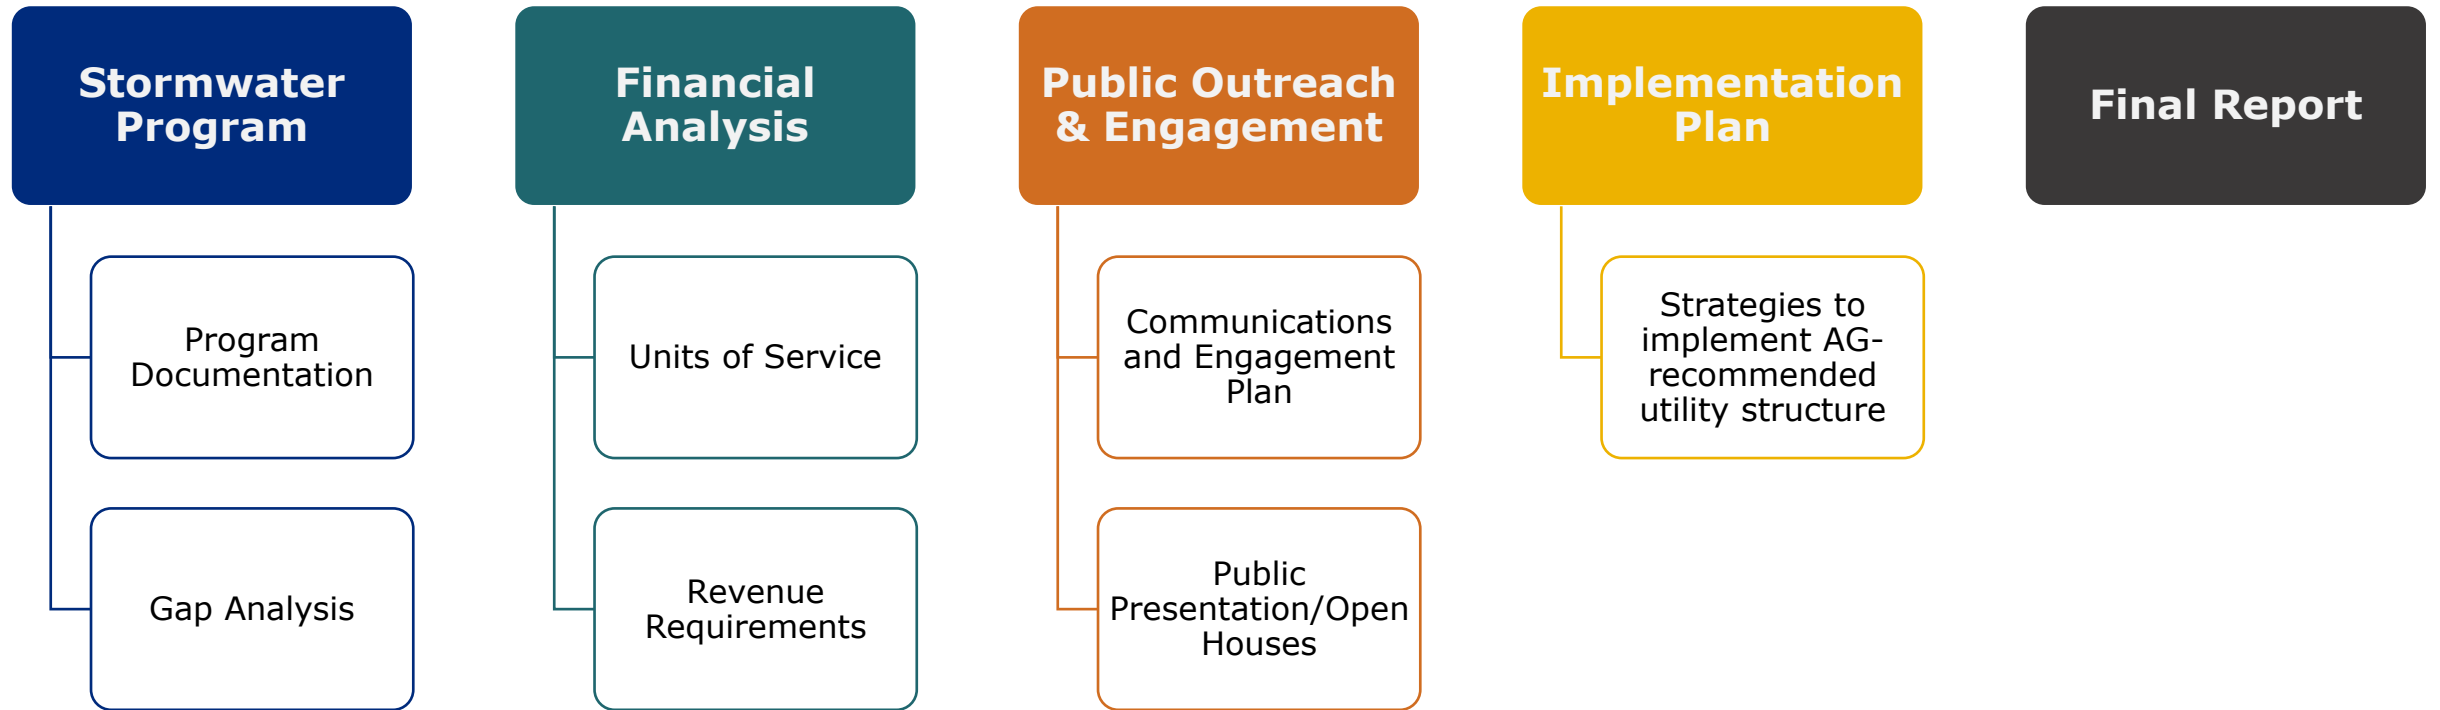 Stormwater
Program
Program
Documentation
Gap Analysis
Financial
Analysis
Units of Service
Revenue
Requirements
Public Outreach
& Engagement
Communications
and Engagement
Plan
Public
Presentation/Open
Houses
Implementation
Plan
Strategies to
implement AG-
recommended
utility structure
Final Report